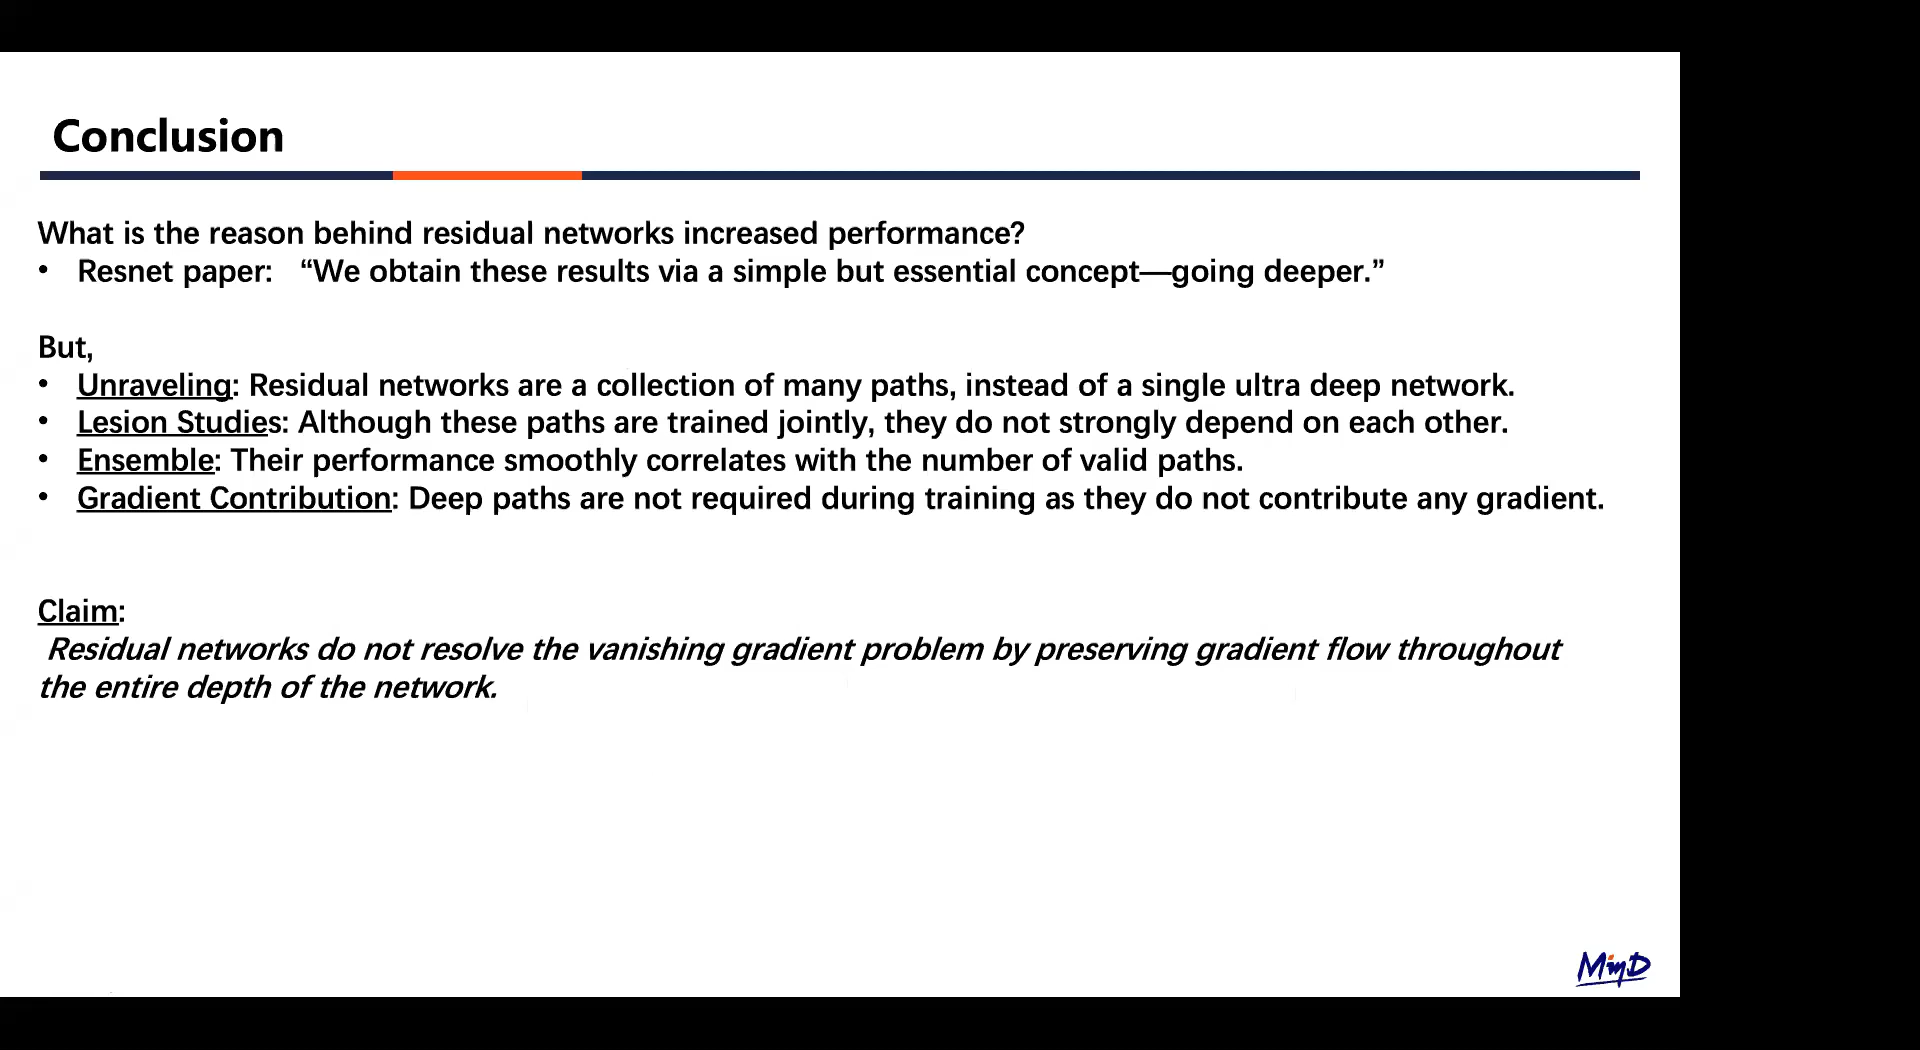 Conclusion
What is the reason behind residual networks increased performance?
• Resnet paper: “We obtain these results via a simple but essential concept—going deeper.”
But,
• Unraveling: Residual networks are a collection of many paths, instead of a single ultra deep network.
• Lesion Studies: Although these paths are trained jointly, they do not strongly depend on each other.
• Ensemble: Their performance smoothly correlates with the number of valid paths.
• Gradient Contribution: Deep paths are not required during training as they do not contribute any gradient.
Claim:
Residual networks do not resolve the vanishing gradient problem by preserving gradient flow throughout
the entire depth of the network.
MinD